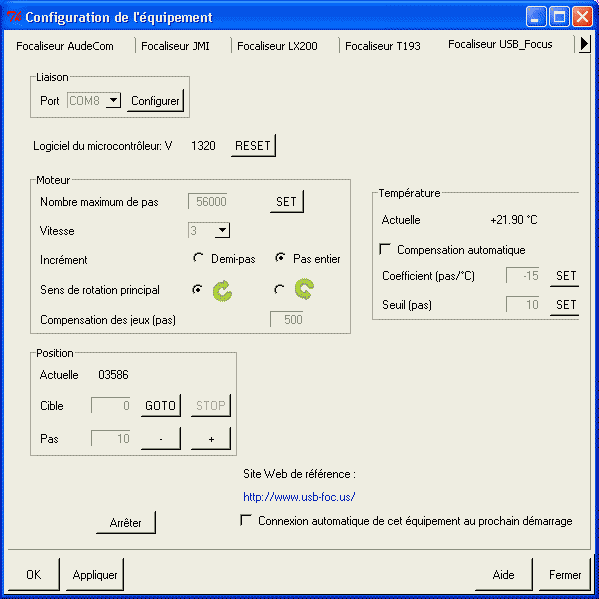 Configuration de l'équipement
Focaliseur AudeCom Focaliseur JMI Focaliseur LX200 Focaliseur T193 Focaliseur USB_Focus
Liaison
Port COM8 Configurer
Logiciel du microcontrôleur: V 1320 RESET
Moteur
Nombre maximum de pas 56000 SET
Vitesse 3
Incrément Demi-pas Pas entier
Sens de rotation principal
Compensation des jeux (pas) 500
Température
Actuelle +21.90 °C
Compensation automatique
Coefficient (pas/°C) -15 SET
Seuil (pas) 10 SET
Position
Actuelle 03586
Cible 0 GOTO STOP
Pas 10 - +
Site Web de référence :
http://www.usb-foc.us/
Arrêter Connexion automatique de cet équipement au prochain démarrage
OK Appliquer Aide Fermer